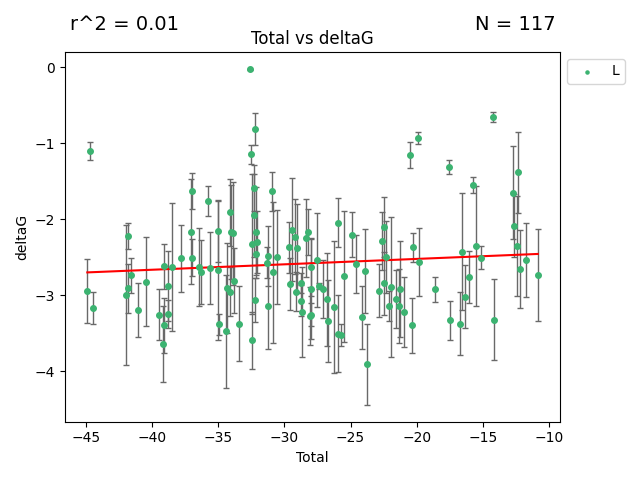 r^2 = 0.01
N = 117
Total vs deltaG
L
deltaG
0
−1
−2
−3
−4
−45
−40
−35
−30
−25
−20
−15
−10
Total